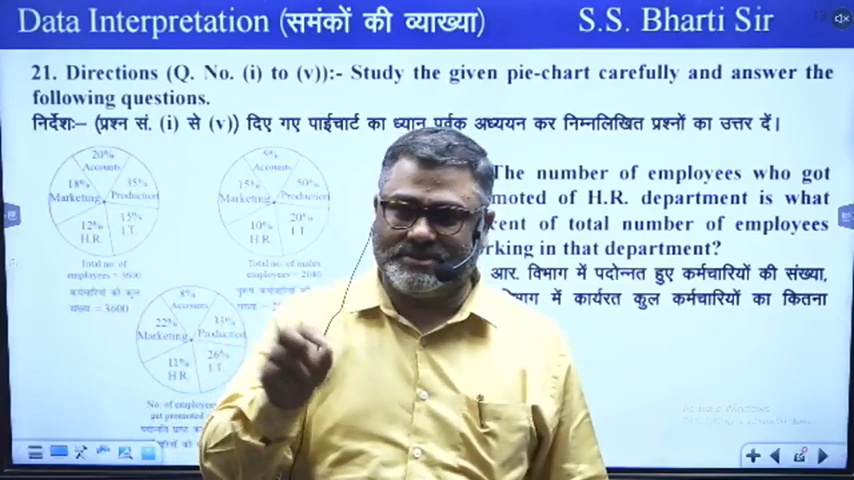 Data Interpretation (समंकों की व्याख्या)
S.S. Bharti Sir
21. Directions (Q. No. (i) to (v)):- Study the given pie-chart carefully and answer the
following questions.
निर्देशः– (प्रश्न सं. (i) से (v)) दिए गए पाईचार्ट का ध्यान पूर्वक अध्ययन कर निम्नलिखित प्रश्नों का उत्तर दें।
20%
Accounts
18%
Marketing
35%
Production
12%
H.R
15%
I.T.
Total no. of
employees = 3600
कर्मचारियों की कुल
संख्या = 3600
5%
Accounts
15%
Marketing
50%
Production
10%
H.R
20%
I.T.
Total no. of males
employees = 2040
8%
Accounts
22%
Marketing
Production
11%
H.R
26%
I.T
No. of employees
get promoted
The number of employees who got
moted of H.R. department is what
cent of total number of employees
rking in that department?
आर. विभाग में पदोन्नत हुए कर्मचारियों की संख्या,
में कार्यरत कुल कर्मचारियों का कितना